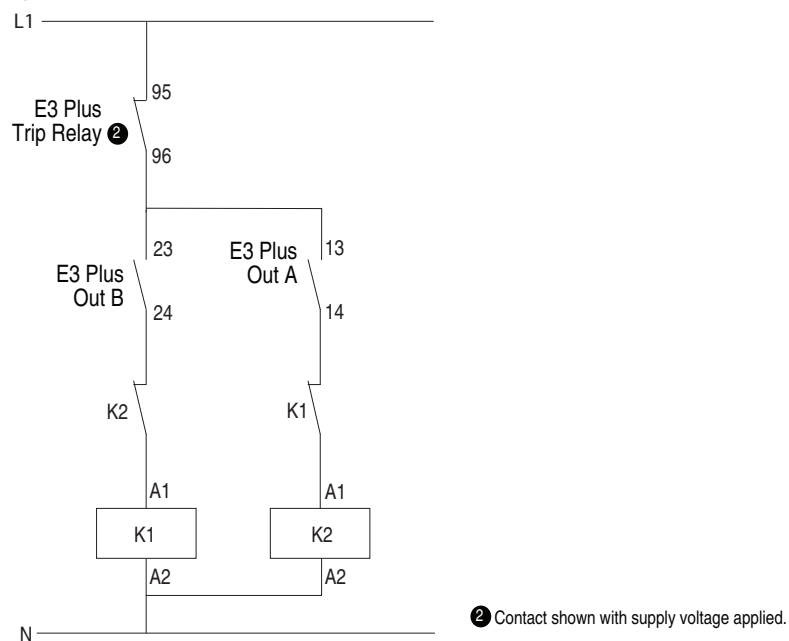 L1
95
E3 Plus
Trip Relay ❷
96
23
E3 Plus
Out B
24
E3 Plus
Out A
13
14
K2
K1
A1
A1
K1
K2
A2
A2
❷ Contact shown with supply voltage applied.
N